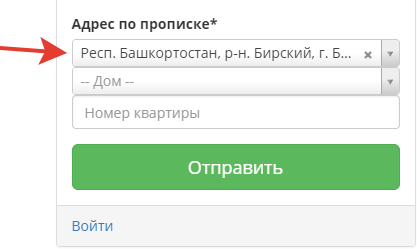 Адрес по прописке*
Респ. Башкортостан, р-н. Бирский, г. Б...
-- Дом --
Номер квартиры
Отправить
Войти